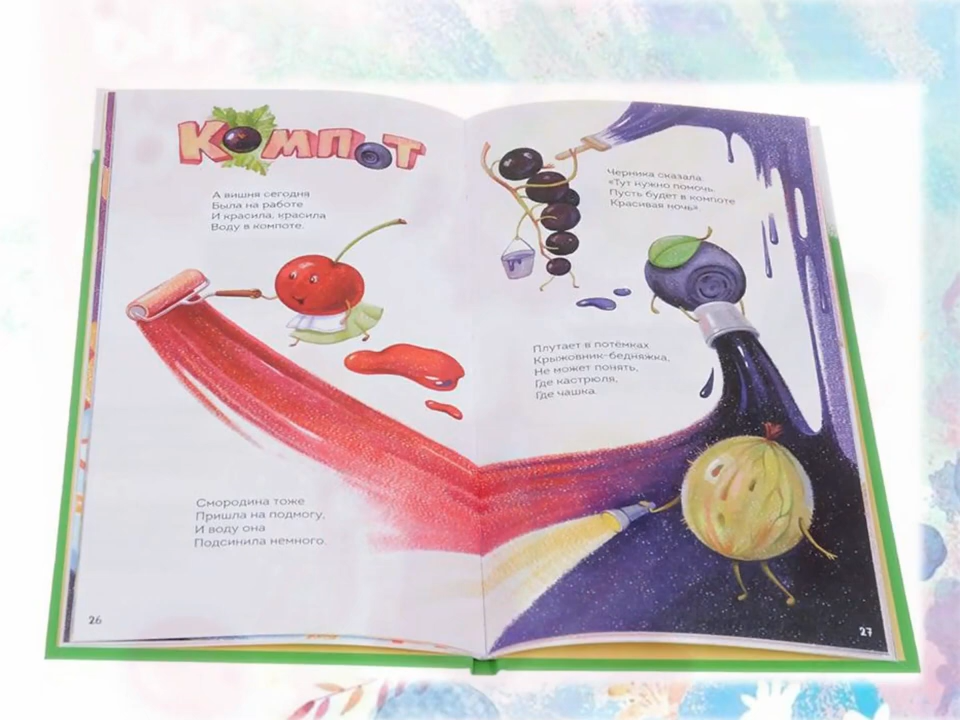 Компот
А вишня сегодня
Была на работе
И красила, красила
Воду в компоте.
Смородина тоже
Пришла на подмогу,
И воду она
Подсинила немного.
26
Черника сказала:
«Тут нужно помочь.
Пусть будет в компоте
Красивая ночь».
Плутает в потёмках
Крыжовник-бедняжка,
Не может понять,
Где кастрюля,
Где чашка.
27